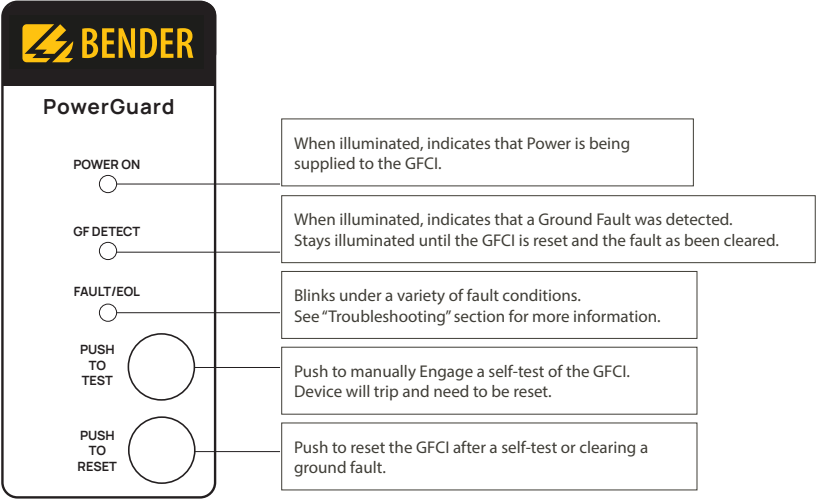 BENDER
PowerGuard
POWER ON
When illuminated, indicates that Power is being
supplied to the GFCI.
GF DETECT
When illuminated, indicates that a Ground Fault was detected.
Stays illuminated until the GFCI is reset and the fault as been cleared.
FAULT/EOL
Blinks under a variety of fault conditions.
See “Troubleshooting” section for more information.
PUSH
TO
TEST
Push to manually Engage a self-test of the GFCI.
Device will trip and need to be reset.
PUSH
TO
RESET
Push to reset the GFCI after a self-test or clearing a
ground fault.